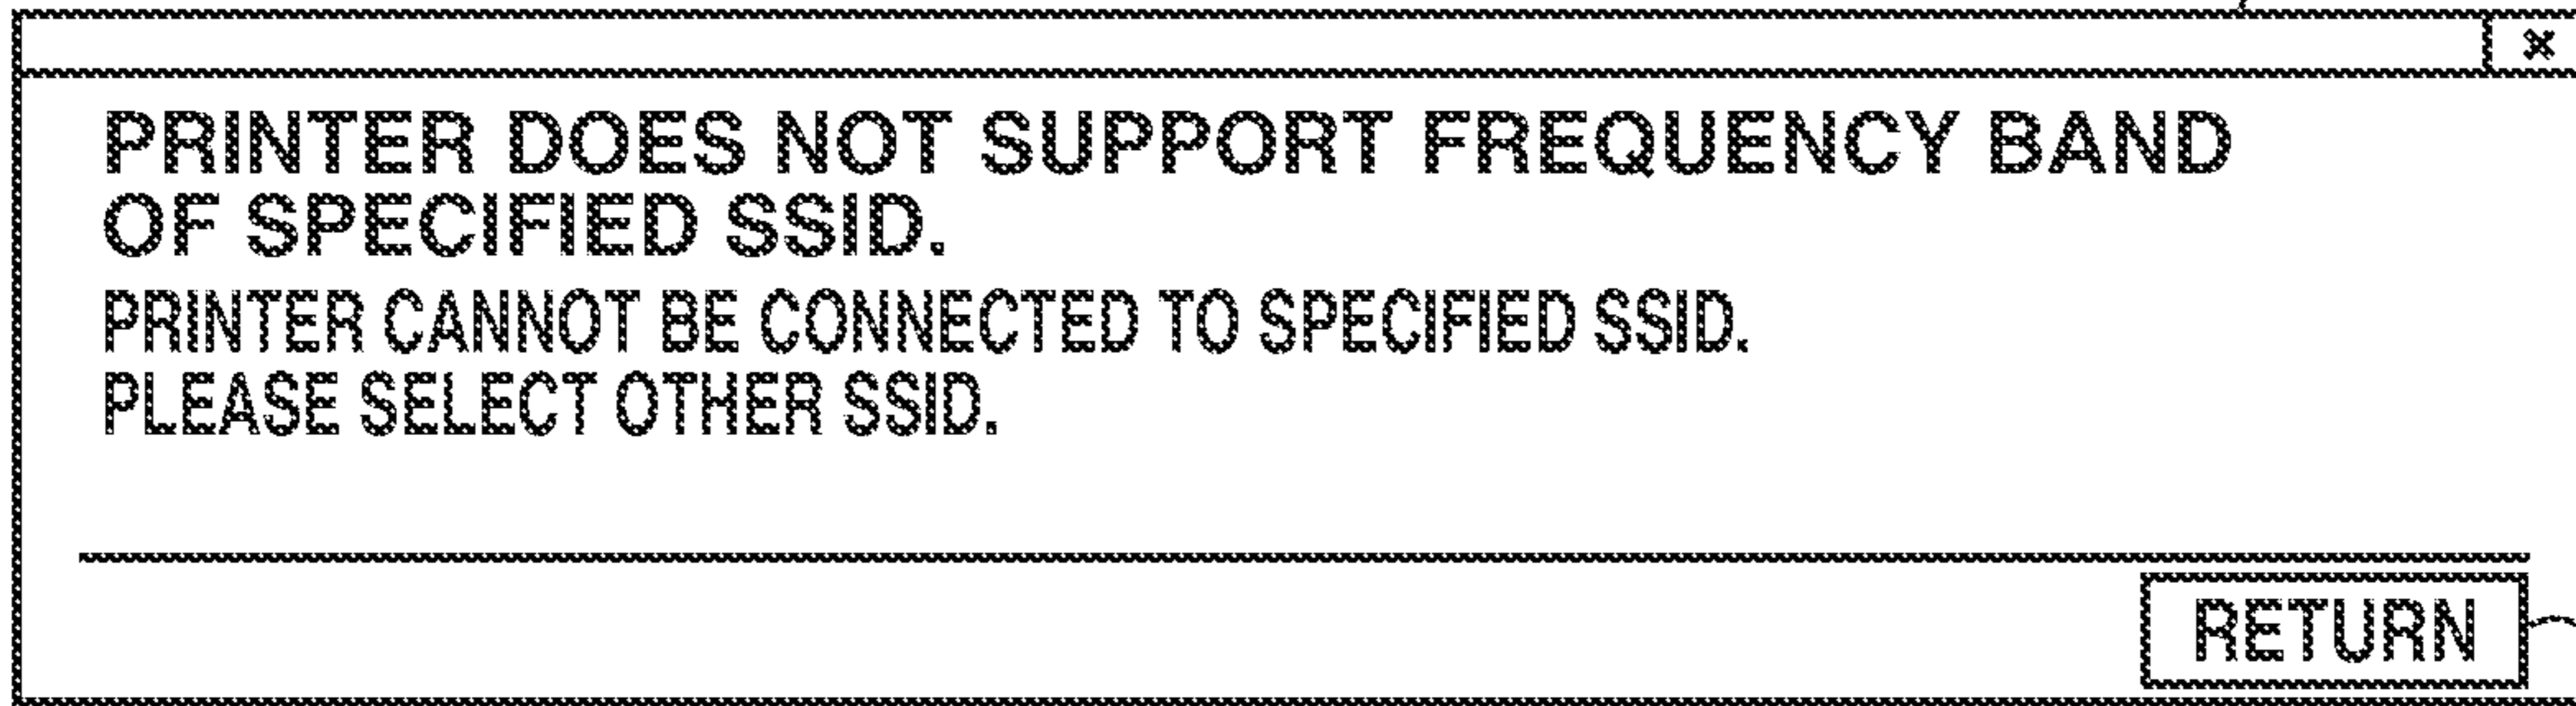 ×
PRINTER DOES NOT SUPPORT FREQUENCY BAND
OF SPECIFIED SSID.
PRINTER CANNOT BE CONNECTED TO SPECIFIED SSID.
PLEASE SELECT OTHER SSID.
RETURN